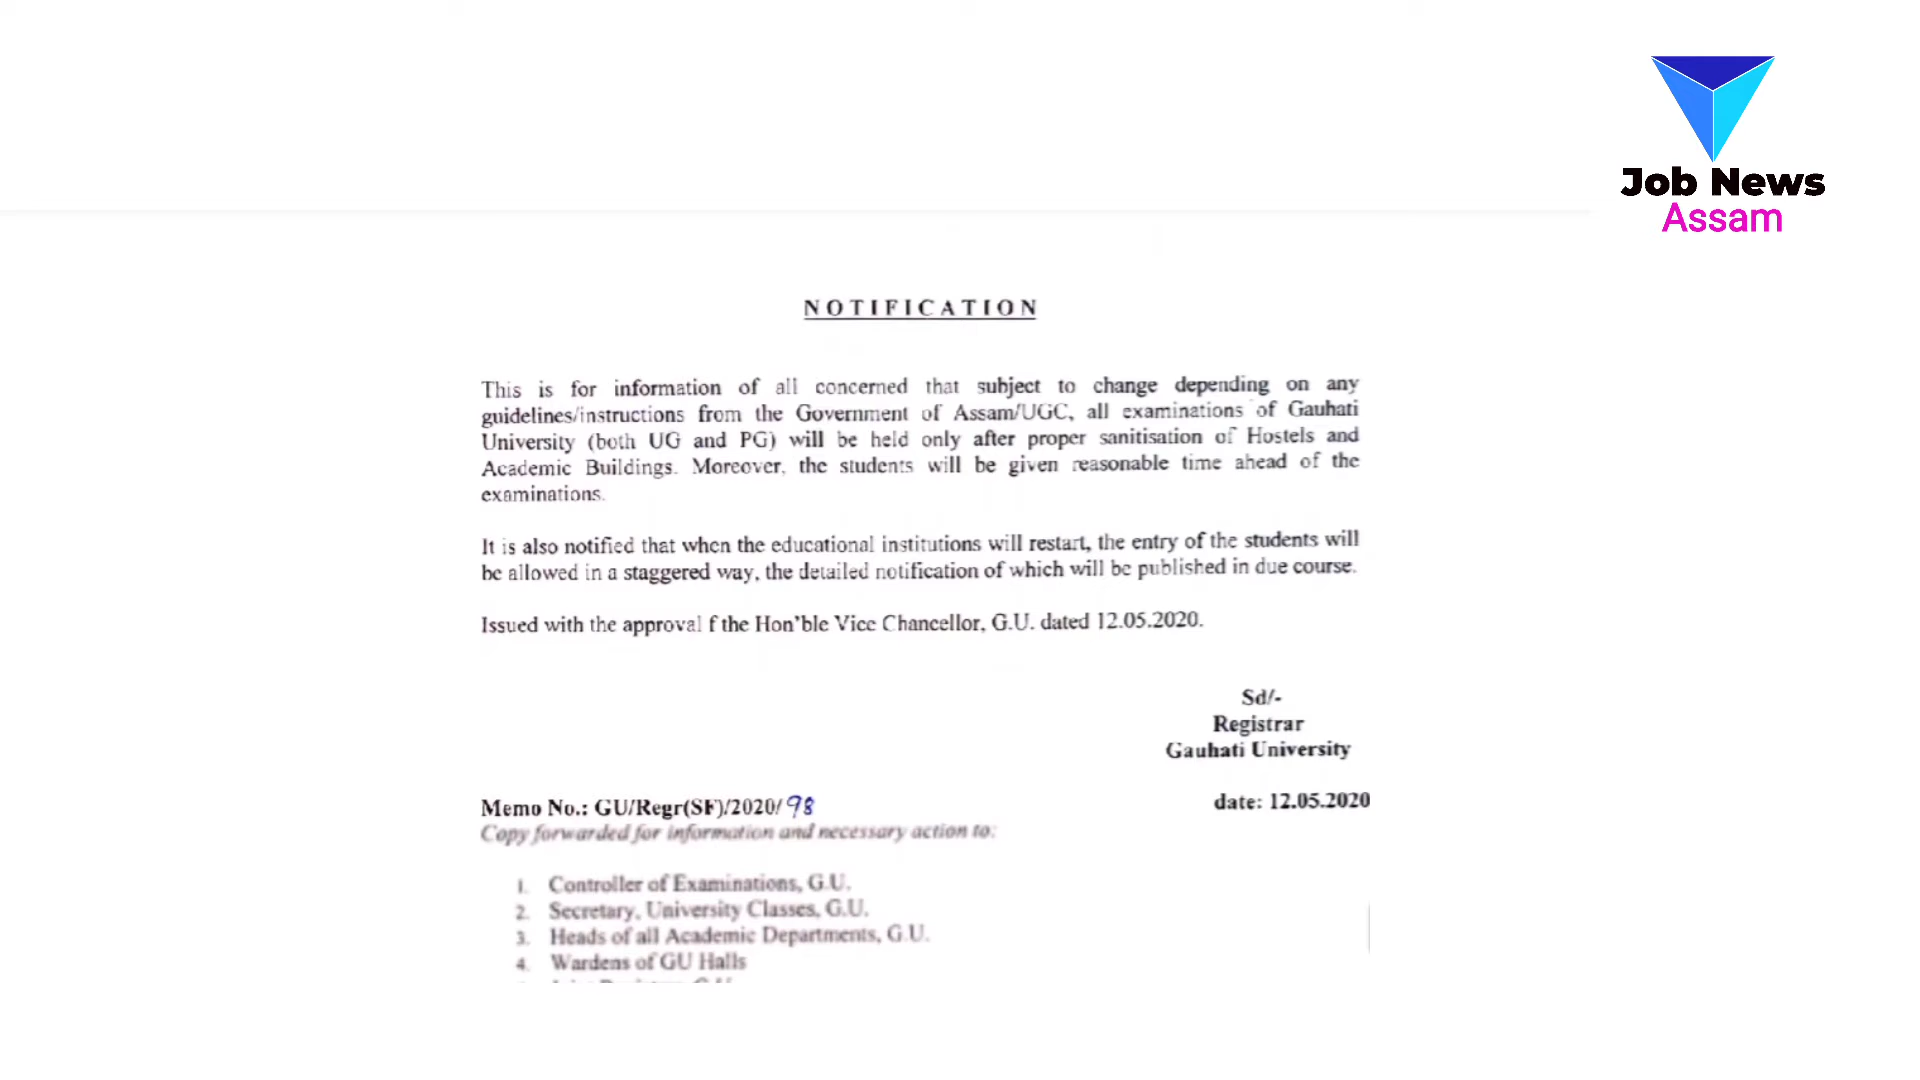 Job News
Assam
NOTIFICATION
This is for information of all concerned that subject to change depending on any
guidelines/instructions from the Government of Assam/UGC, all examinations of Gauhati
University (both UG and PG) will be held only after proper sanitisation of Hostels and
Academic Buildings. Moreover, the students will be given reasonable time ahead of the
examinations.
It is also notified that when the educational institutions will restart, the entry of the students will
be allowed in a staggered way, the detailed notification of which will be published in due course.
Issued with the approval f the Hon'ble Vice Chancellor, G.U. dated 12.05.2020.
Sd/-
Registrar
Gauhati University
Memo No.: GU/Regr(SF)/2020/98
date: 12.05.2020
Copy forwarded for information and necessary action to:
1. Controller of Examinations, G.U.
2. Secretary, University Classes, G.U.
3. Heads of all Academic Departments, G.U.
4. Wardens of GU Halls